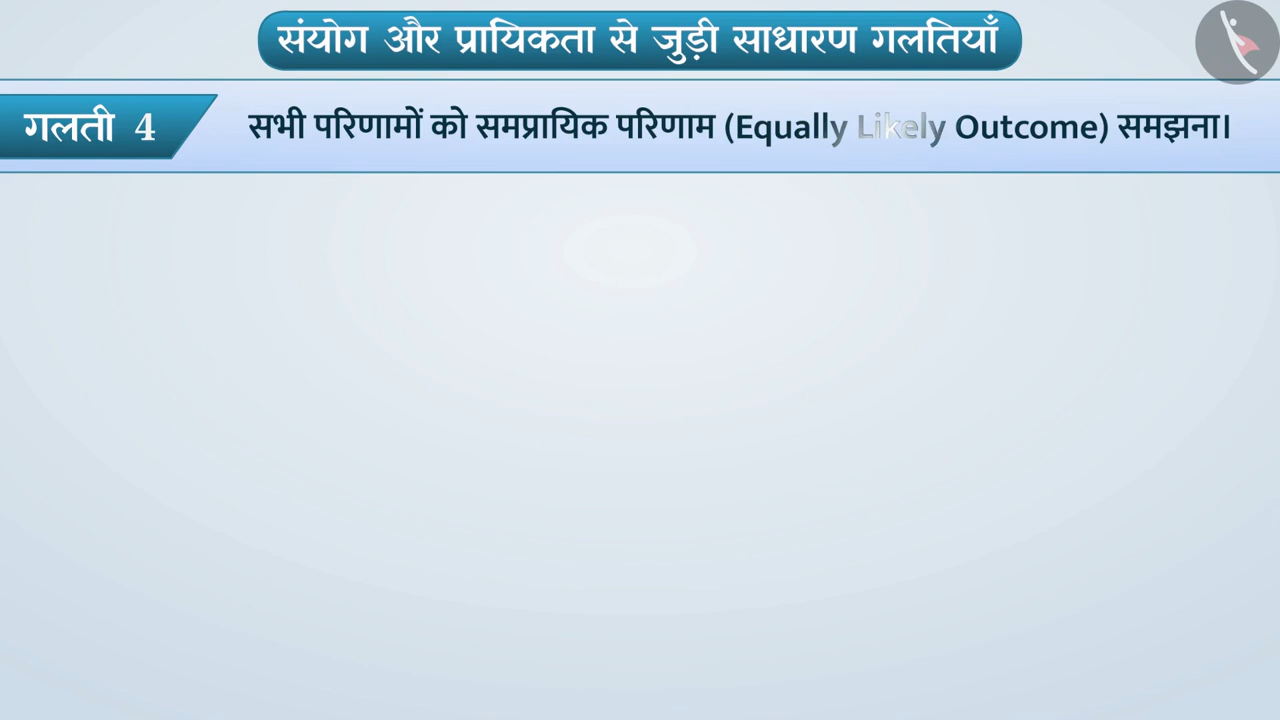 संयोग और प्रायिकता से जुड़ी साधारण गलतियाँ
गलती 4
सभी परिणामों को समप्रायिक परिणाम (Equally Likely Outcome) समझना।